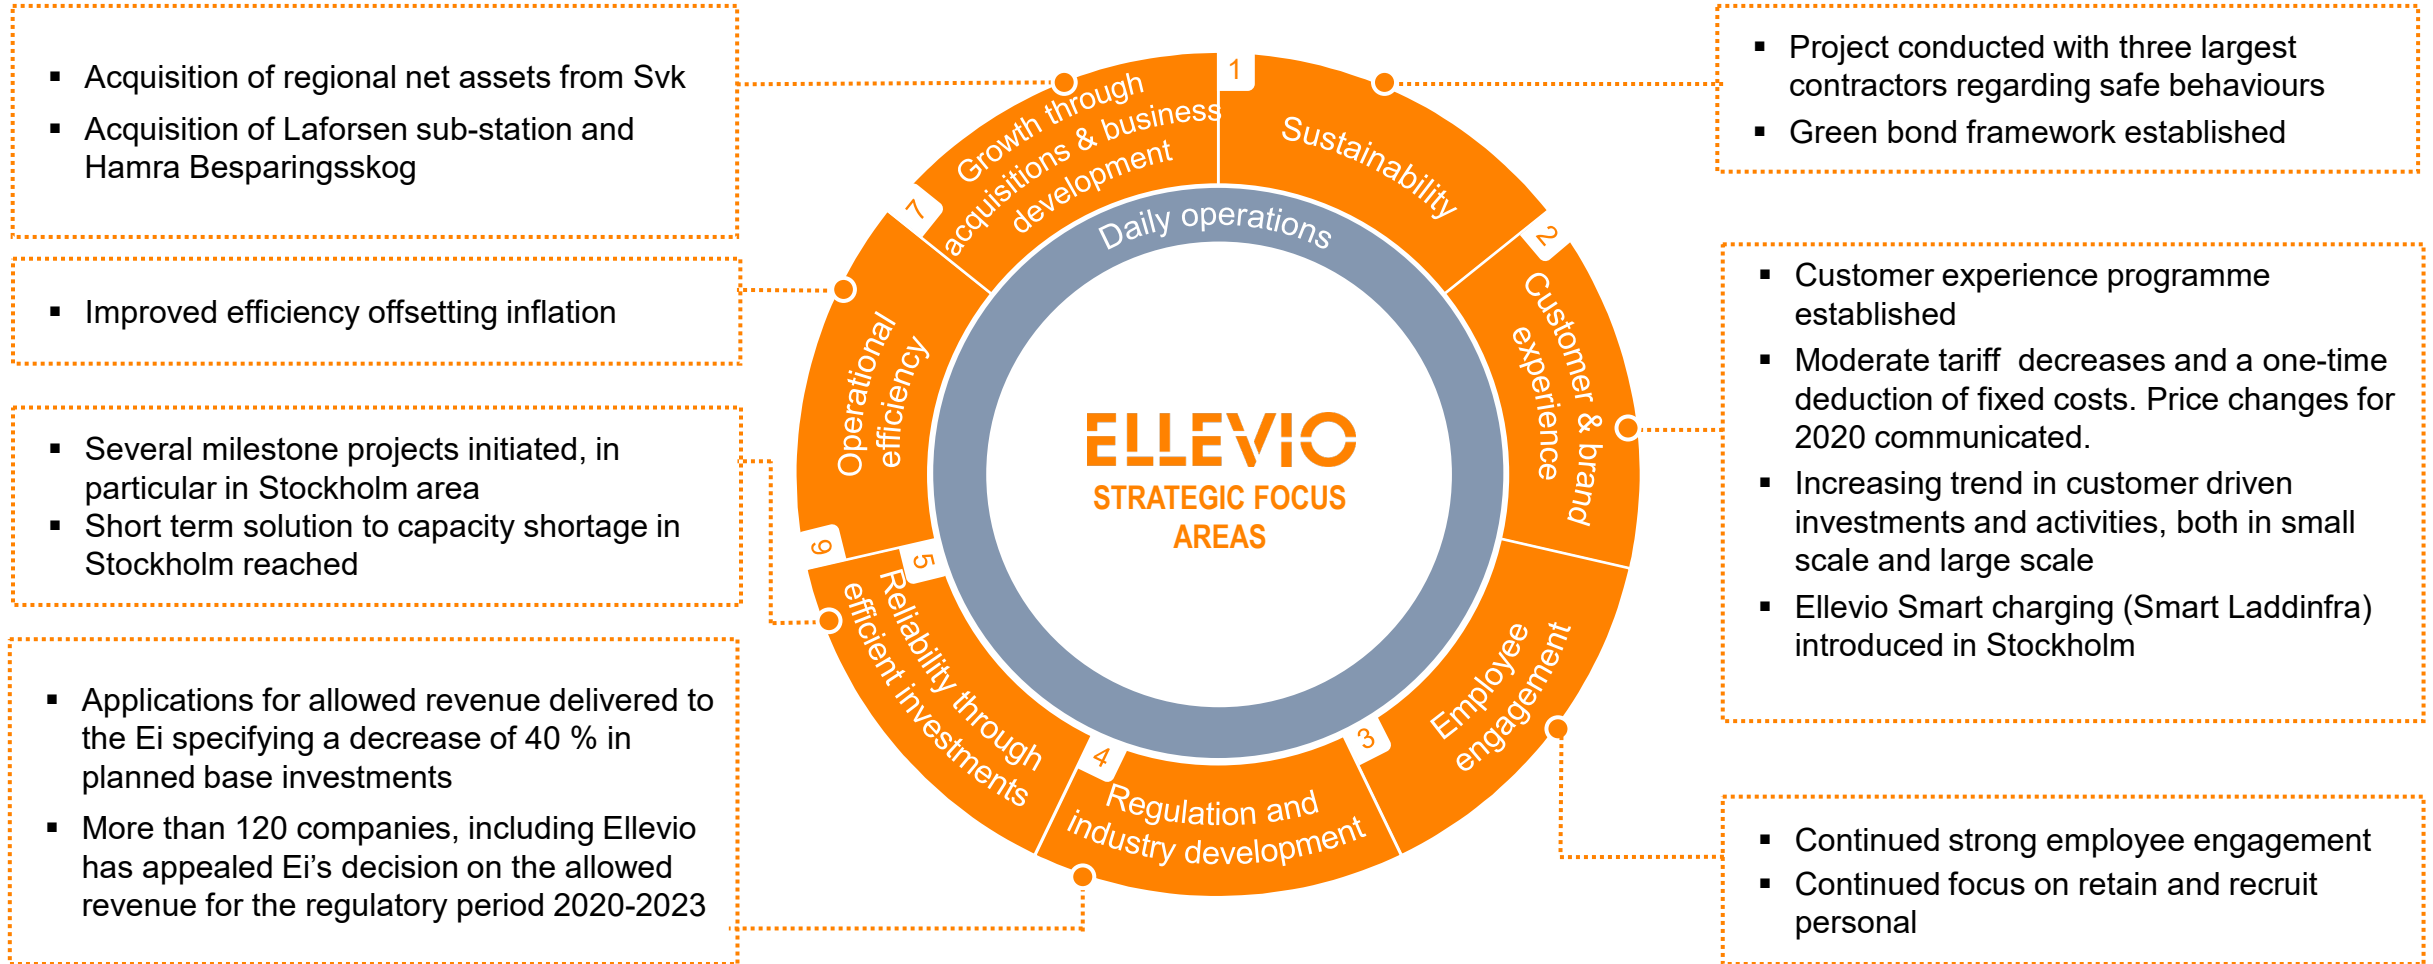 Acquisition of regional net assets from Svk
Acquisition of Laforsen sub-station and
Hamra Besparingsskog
Improved efficiency offsetting inflation
Several milestone projects initiated, in
particular in Stockholm area
Short term solution to capacity shortage in
Stockholm reached
Applications for allowed revenue delivered to
the Ei specifying a decrease of 40 % in
planned base investments
More than 120 companies, including Ellevio
has appealed Ei’s decision on the allowed
revenue for the regulatory period 2020-2023
1
Sustainability
2
Customer & brand
experience
Employee
engagement
3
Regulation and
industry development
4
Reliability through
efficient investments
5
Operational
efficiency
6
7
Growth through
acquisitions & business
development
Daily operations
ELLEVIO
STRATEGIC FOCUS
AREAS
Project conducted with three largest
contractors regarding safe behaviours
Green bond framework established
Customer experience programme
established
Moderate tariff  decreases and a one-time
deduction of fixed costs. Price changes for
2020 communicated.
Increasing trend in customer driven
investments and activities, both in small
scale and large scale
Ellevio Smart charging (Smart Laddinfra)
introduced in Stockholm
Continued strong employee engagement
Continued focus on retain and recruit
personal